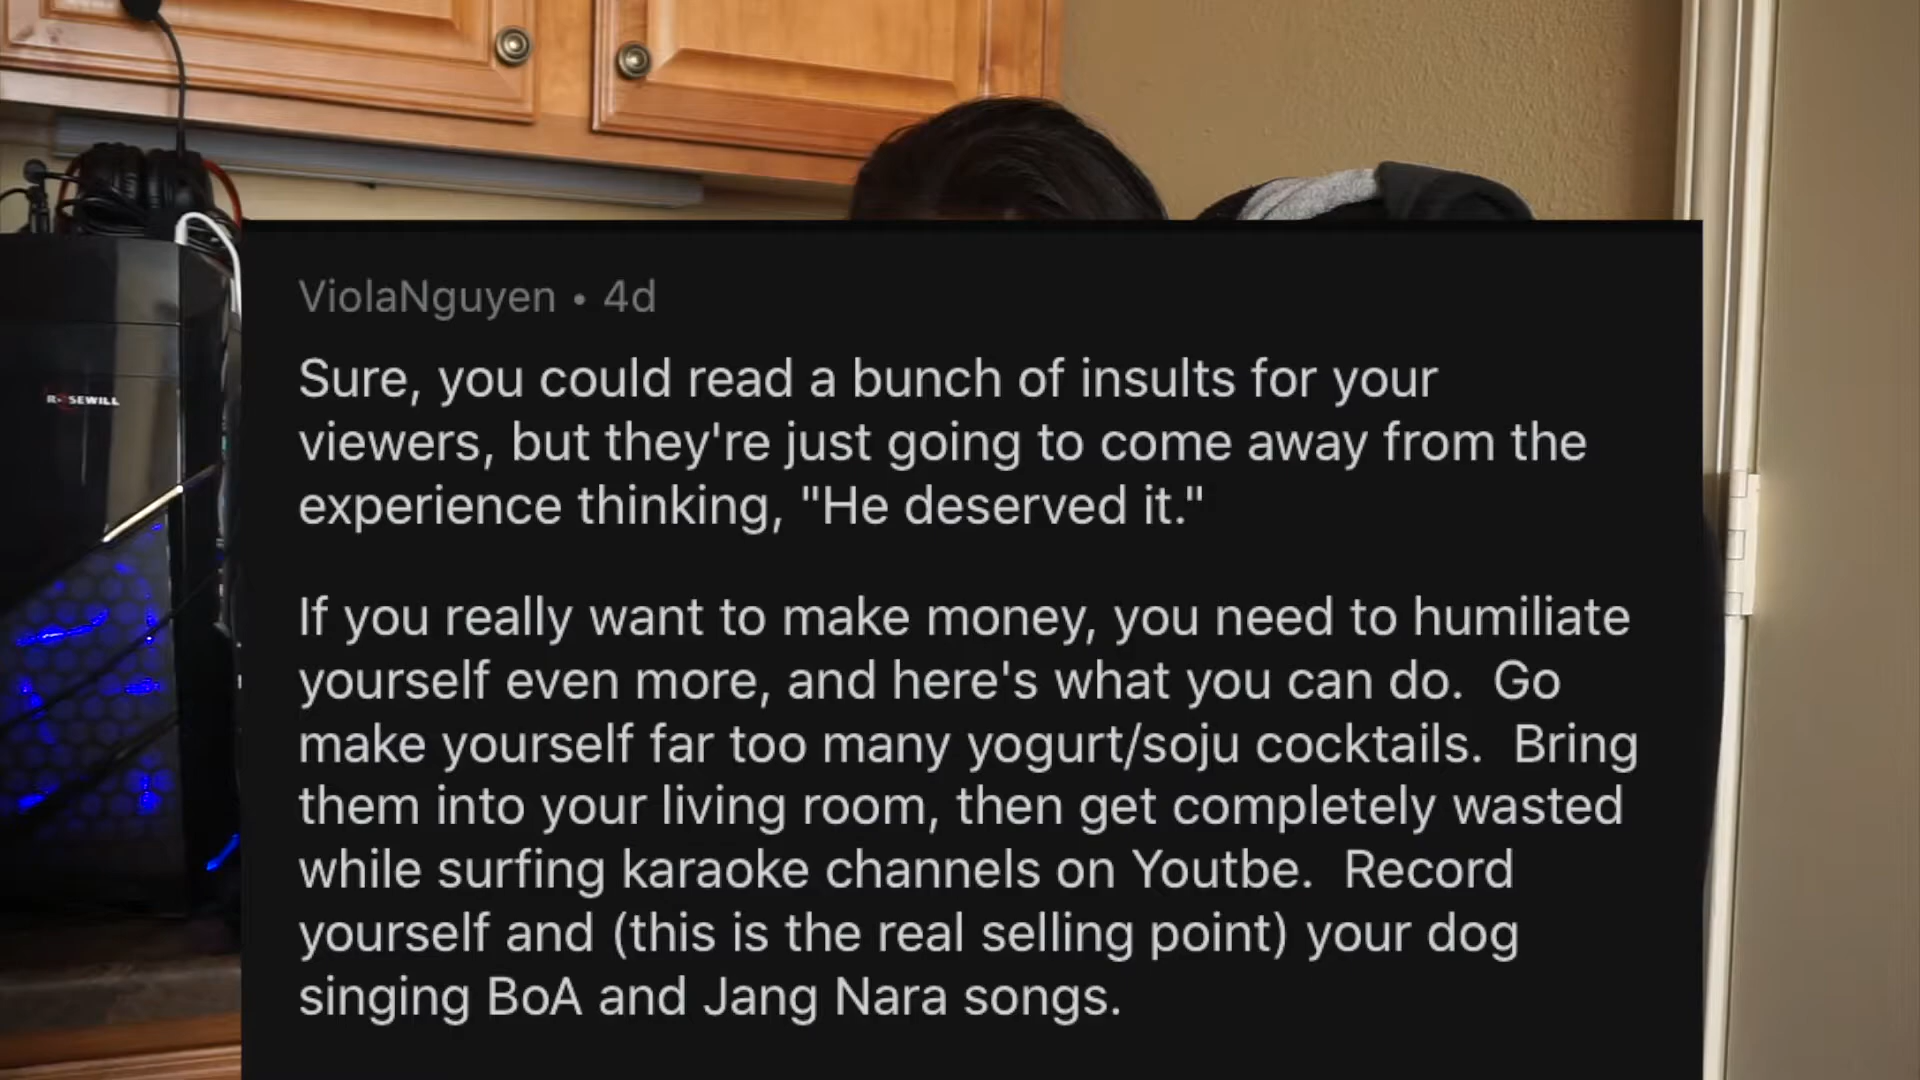 ViolaNguyen • 4d
Sure, you could read a bunch of insults for your
viewers, but they're just going to come away from the
experience thinking, "He deserved it."
If you really want to make money, you need to humiliate
yourself even more, and here's what you can do.  Go
make yourself far too many yogurt/soju cocktails.  Bring
them into your living room, then get completely wasted
while surfing karaoke channels on Youtbe.  Record
yourself and (this is the real selling point) your dog
singing BoA and Jang Nara songs.
ROSEWILL